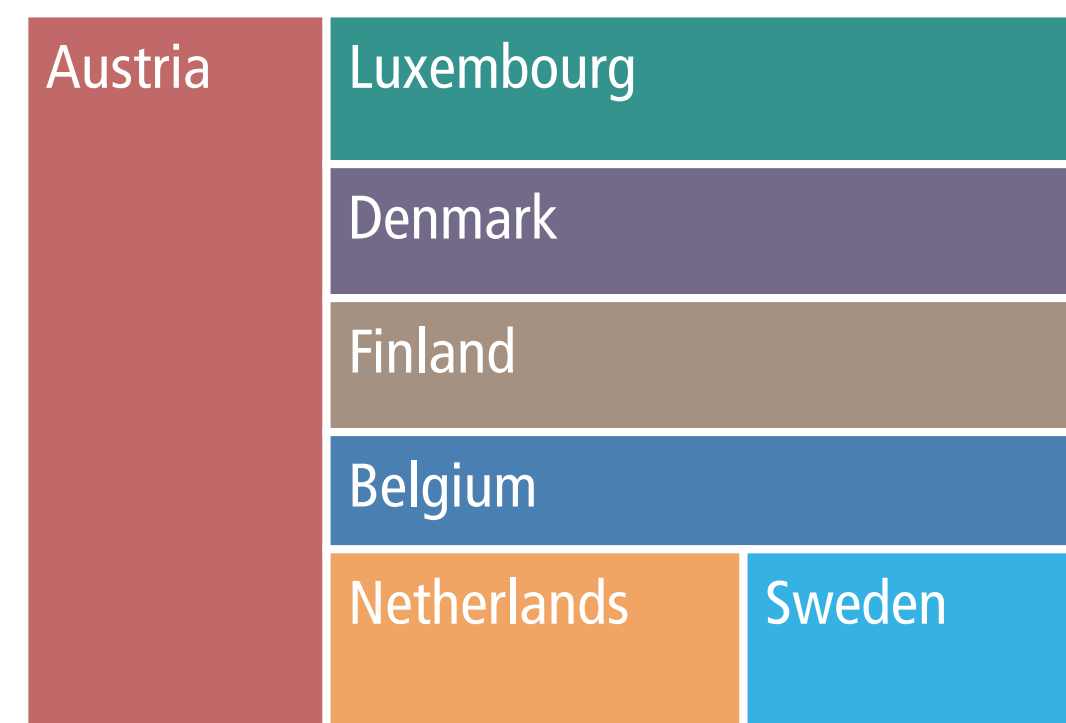 Austria
Luxembourg
Denmark
Finland
Belgium
Netherlands
Sweden